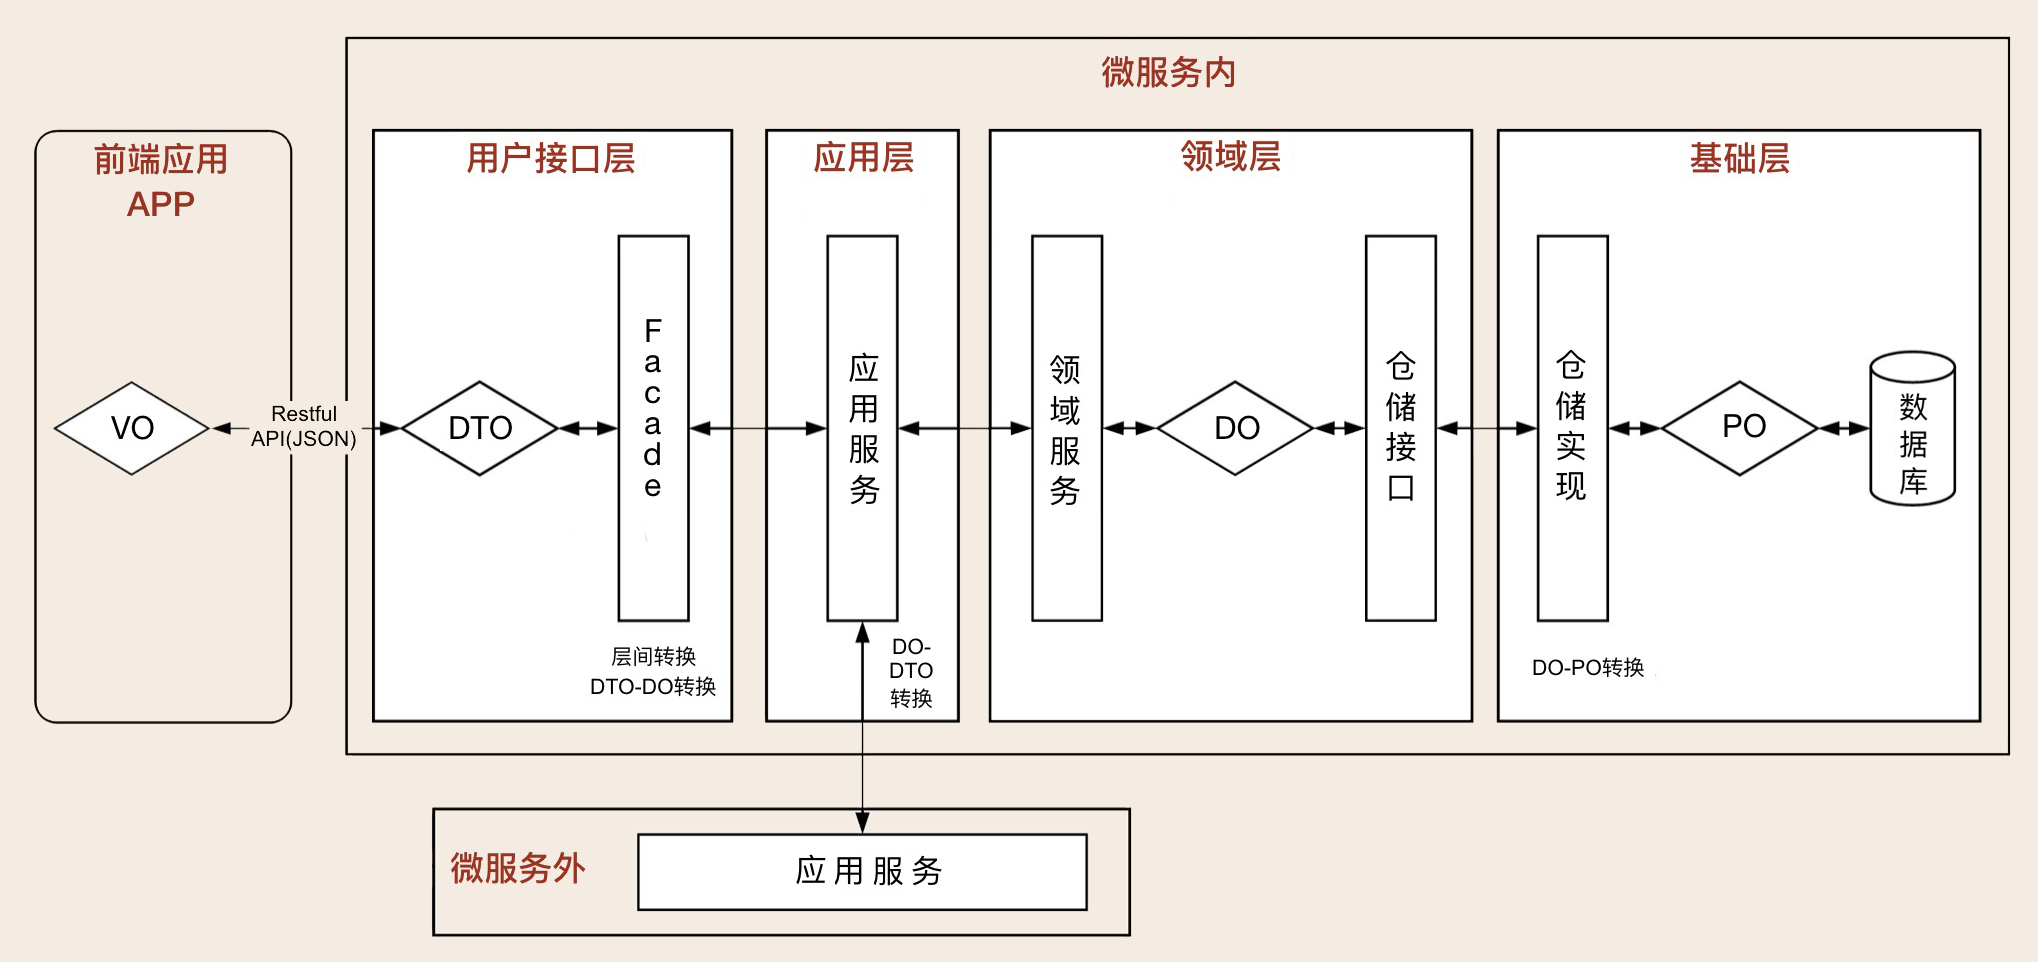 微服务内
前端应用
APP
用户接口层
应用层
领域层
基础层
VO
Restful
API(JSON)
DTO
Facade
应用服务
领域服务
DO
仓储接口
仓储实现
PO
数据库
层间转换
DTO-DO转换
DO-
DTO
转换
DO-PO转换
微服务外
应用服务